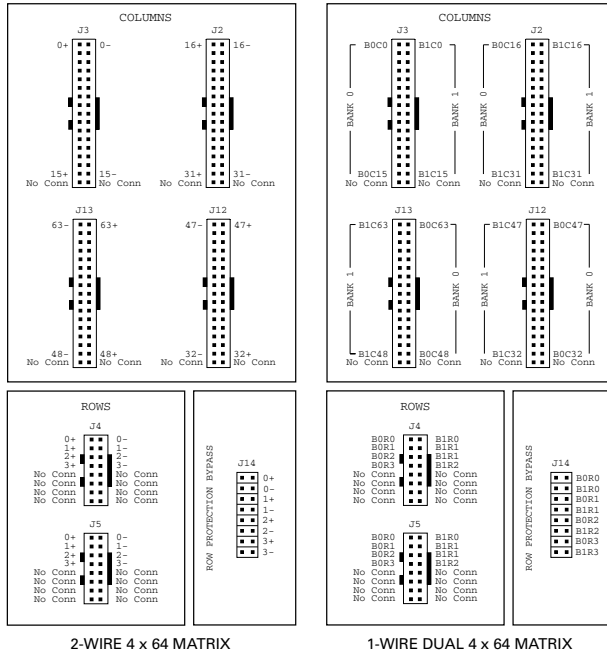 COLUMNS
J3 J2
0+ 0- 16+ 16-
15+ 15- 31+ 31-
No Conn No Conn No Conn No Conn
J13 J12
63- 63+ 47- 47+
48- 48+ 32- 32+
No Conn No Conn No Conn No Conn
ROWS
J4
0+ 0-
1+ 1-
2+ 2-
3+ 3-
No Conn No Conn
No Conn No Conn
No Conn No Conn
No Conn No Conn
J5
0+ 0-
1+ 1-
2+ 2-
3+ 3-
No Conn No Conn
No Conn No Conn
No Conn No Conn
No Conn No Conn
ROW PROTECTION BYPASS
J14
0+
0-
1+
1-
2+
2-
3+
3-
2-WIRE 4 x 64 MATRIX
COLUMNS
J3 J2
B0C0 B1C0 B0C16 B1C16
BANK 0 BANK 1 BANK 0 BANK 1
B0C15 B1C15 B1C31 B1C31
No Conn No Conn No Conn No Conn
J13 J12
B1C63 B0C63 B1C47 B0C47
BANK 1 BANK 0 BANK 1 BANK 0
B1C48 B0C48 B1C32 B0C32
No Conn No Conn No Conn No Conn
ROWS
J4
B0R0 B1R0
B0R1 B1R1
B0R2 B1R1
B0R3 B1R2
No Conn No Conn
No Conn No Conn
No Conn No Conn
No Conn No Conn
J5
B0R0 B1R0
B0R1 B1R1
B0R2 B1R1
B0R3 B1R2
No Conn No Conn
No Conn No Conn
No Conn No Conn
No Conn No Conn
ROW PROTECTION BYPASS
J14
B0R0
B1R0
B0R1
B1R1
B0R2
B1R2
B0R3
B1R3
1-WIRE DUAL 4 x 64 MATRIX